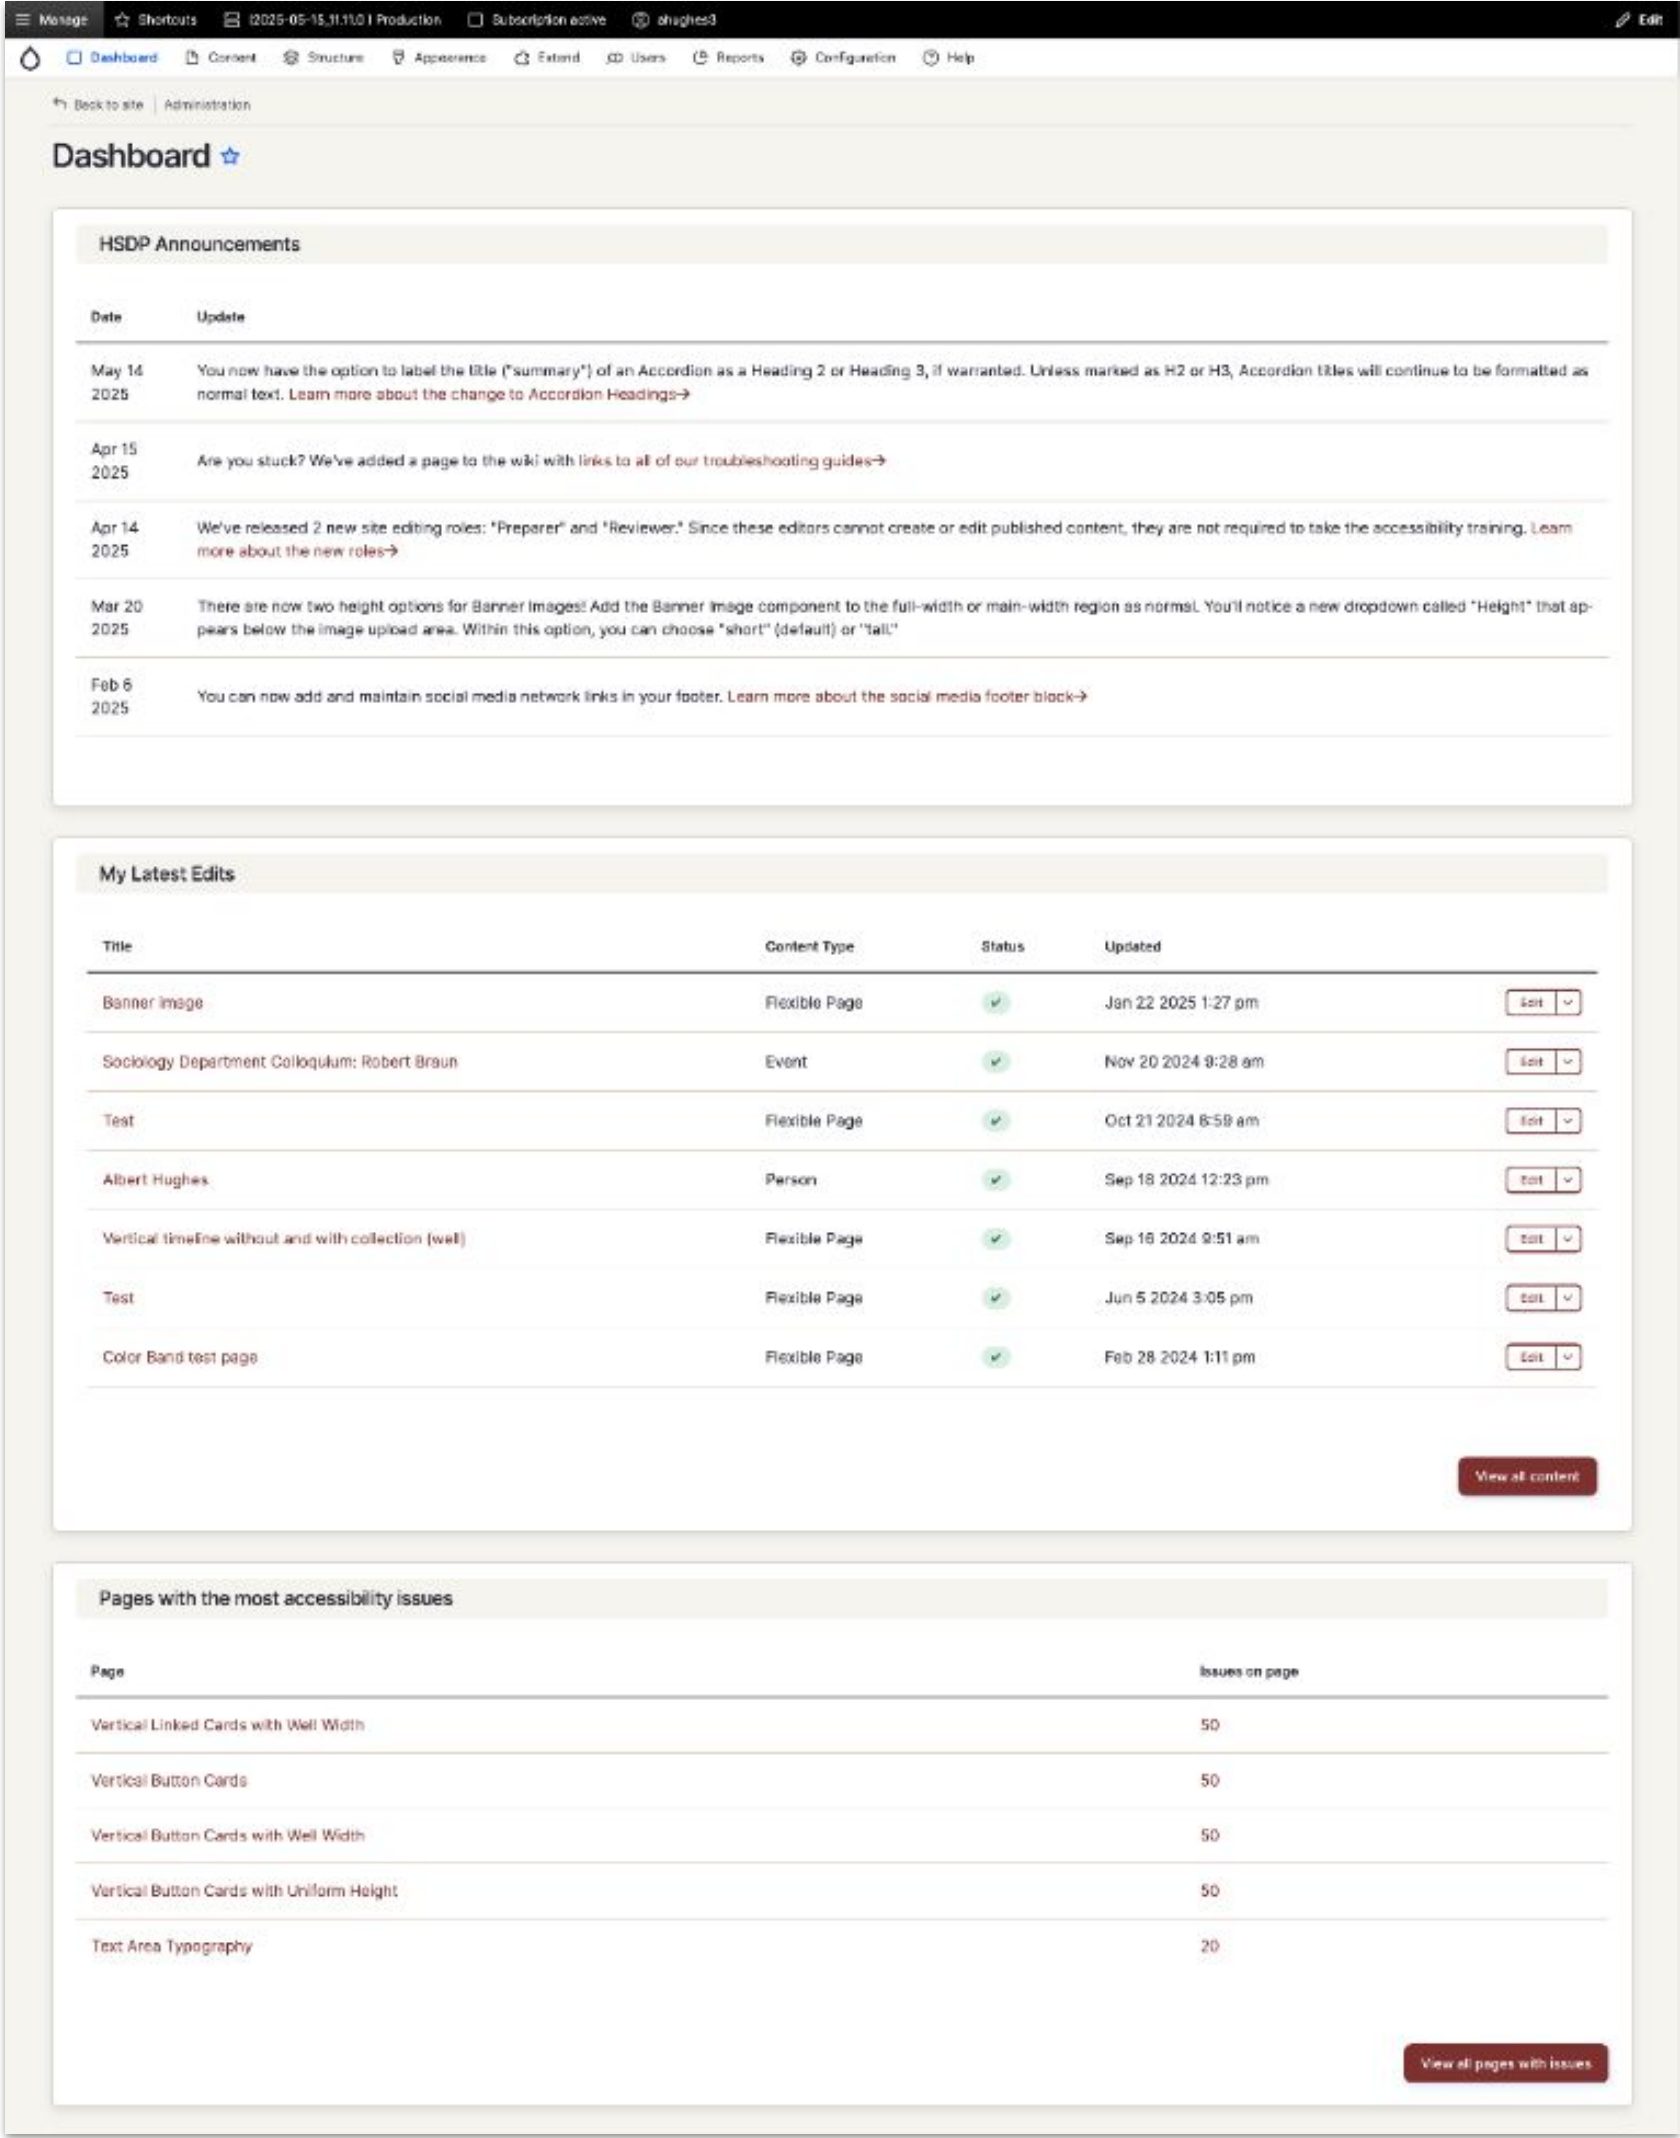 Manage Shortcuts (2025-05-15_11.11.0) Production Subscription active ahughes3 Edit
Dashboard Content Structure Appearance Extend Users Reports Configuration Help
Back to site Administration
Dashboard
HSDP Announcements
Date Update
May 14 2025 You now have the option to label the title ("summary") of an Accordion as a Heading 2 or Heading 3, if warranted. Unless marked as H2 or H3, Accordion titles will continue to be formatted as
normal text. Learn more about the change to Accordion Headings→
Apr 15 2025 Are you stuck? We've added a page to the wiki with links to all of our troubleshooting guides→
Apr 14 2025 We've released 2 new site editing roles: "Preparer" and "Reviewer." Since these editors cannot create or edit published content, they are not required to take the accessibility training. Learn
more about the new roles→
Mar 20 2025 There are now two height options for Banner Images! Add the Banner Image component to the full-width or main-width region as normal. You'll notice a new dropdown called "Height" that ap-
pears below the image upload area. Within this option, you can choose "short" (default) or "tall."
Feb 6 2025 You can now add and maintain social media network links in your footer. Learn more about the social media footer block→
My Latest Edits
Title Content Type Status Updated
Banner Image Flexible Page Jan 22 2025 1:27 pm Edit
Sociology Department Colloquium: Robert Braun Event Nov 20 2024 9:28 am Edit
Test Flexible Page Oct 21 2024 8:59 am Edit
Albert Hughes Person Sep 18 2024 12:23 pm Edit
Vertical timeline without and with collection (well) Flexible Page Sep 16 2024 9:51 am Edit
Test Flexible Page Jun 5 2024 3:05 pm Edit
Color Band test page Flexible Page Feb 28 2024 1:11 pm Edit
View all content
Pages with the most accessibility issues
Page Issues on page
Vertical Linked Cards with Well Width 50
Vertical Button Cards 50
Vertical Button Cards with Well Width 50
Vertical Button Cards with Uniform Height 50
Text Area Typography 20
View all pages with issues